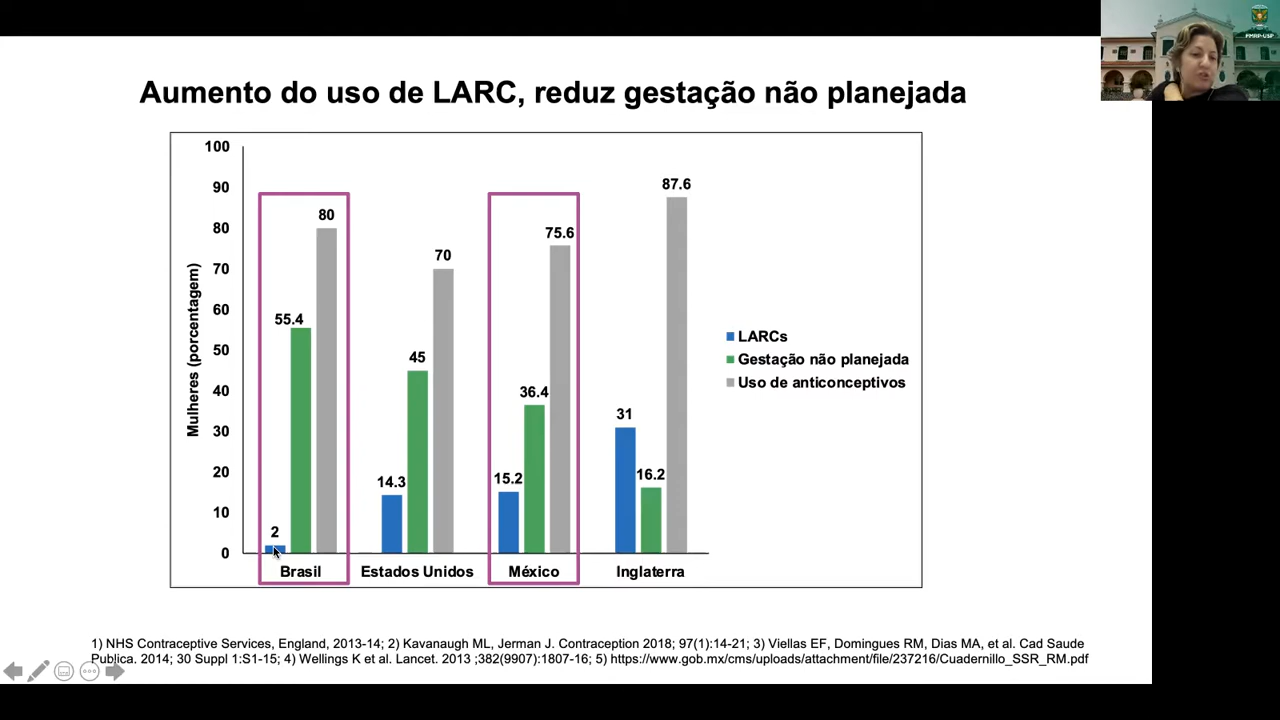 FMRP-USP
Aumento do uso de LARC, reduz gestação não planejada
Mulheres (porcentagem)
100
90
80
70
60
50
40
30
20
10
0
2
55.4
80
14.3
45
70
15.2
36.4
75.6
31
16.2
87.6
Brasil
Estados Unidos
México
Inglaterra
LARCs
Gestação não planejada
Uso de anticonceptivos
1) NHS Contraceptive Services, England, 2013-14; 2) Kavanaugh ML, Jerman J. Contraception 2018; 97(1):14-21; 3) Viellas EF, Domingues RM, Dias MA, et al. Cad Saude
Publica. 2014; 30 Suppl 1:S1-15; 4) Wellings K et al. Lancet. 2013 ;382(9907):1807-16; 5) https://www.gob.mx/cms/uploads/attachment/file/237216/Cuadernillo_SSR_RM.pdf